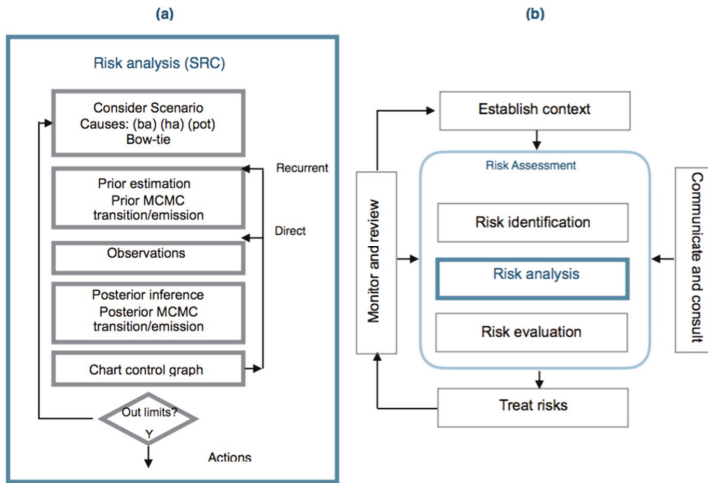 (a)
Risk analysis (SRC)
Consider Scenario
Causes: (ba) (ha) (pot)
Bow-tie
Recurrent
Prior estimation
Prior MCMC
transition/emission
Direct
Observations
Posterior inference
Posterior MCMC
transition/emission
Chart control graph
Out limits?
Y
Actions
(b)
Establish context
Risk Assessment
Risk identification
Risk analysis
Risk evaluation
Treat risks
Monitor and review
Communicate and consult